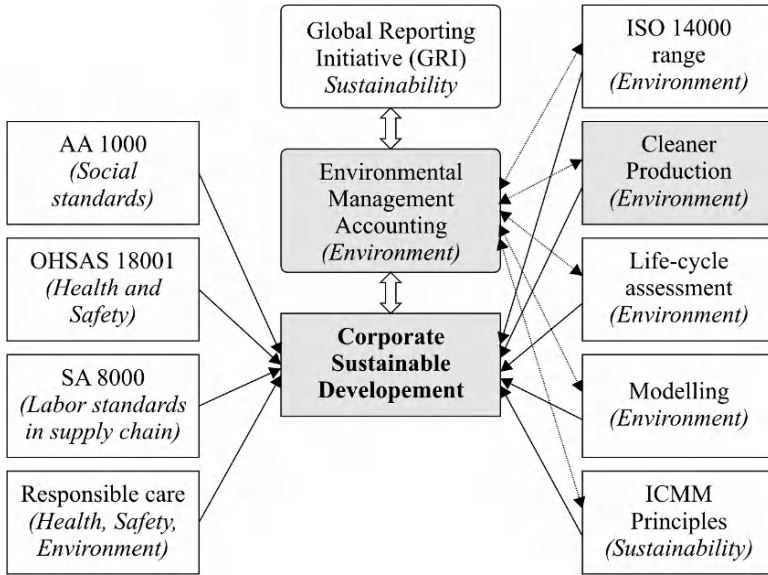 Global Reporting
Initiative (GRI)
Sustainability
ISO 14000
range
(Environment)
AA 1000
(Social
standards)
Environmental
Management
Accounting
(Environment)
Cleaner
Production
(Environment)
OHSAS 18001
(Health and
Safety)
Life-cycle
assessment
(Environment)
Corporate
Sustainable
Developement
SA 8000
(Labor standards
in supply chain)
Modelling
(Environment)
Responsible care
(Health, Safety,
Environment)
ICMM
Principles
(Sustainability)